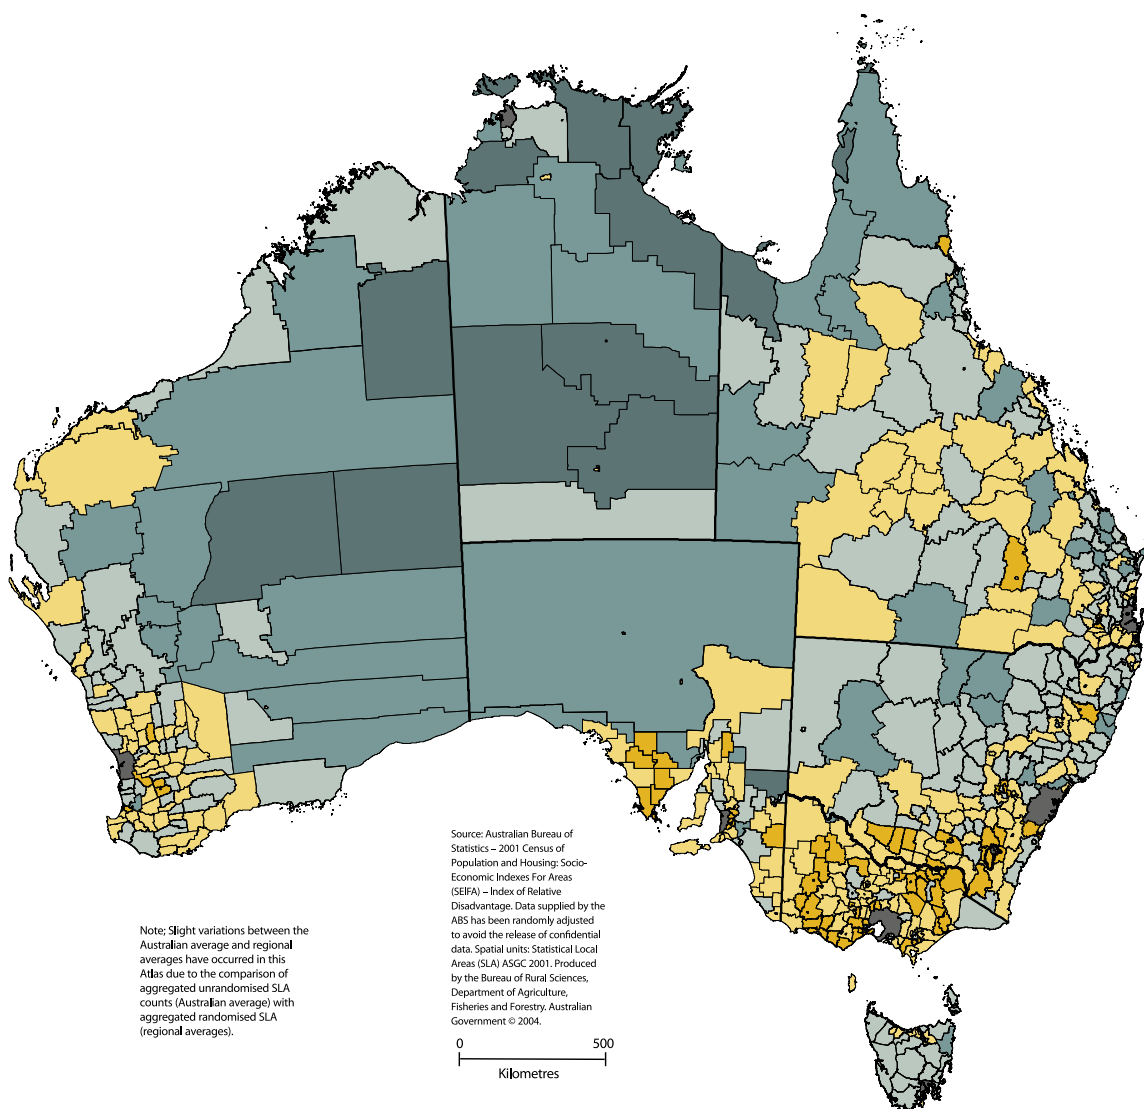 Source: Australian Bureau of
Statistics – 2001 Census of
Population and Housing: Socio-
Economic Indexes For Areas
(SEIFA) – Index of Relative
Disadvantage. Data supplied by the
ABS has been randomly adjusted
to avoid the release of confidential
data. Spatial units: Statistical Local
Areas (SLA) ASGC 2001. Produced
by the Bureau of Rural Sciences,
Department of Agriculture,
Fisheries and Forestry. Australian
Government © 2004.
Note; Slight variations between the
Australian average and regional
averages have occurred in this
Atlas due to the comparison of
aggregated unrandomised SLA
counts (Australian average) with
aggregated randomised SLA
(regional averages).
0 500
Kilometres